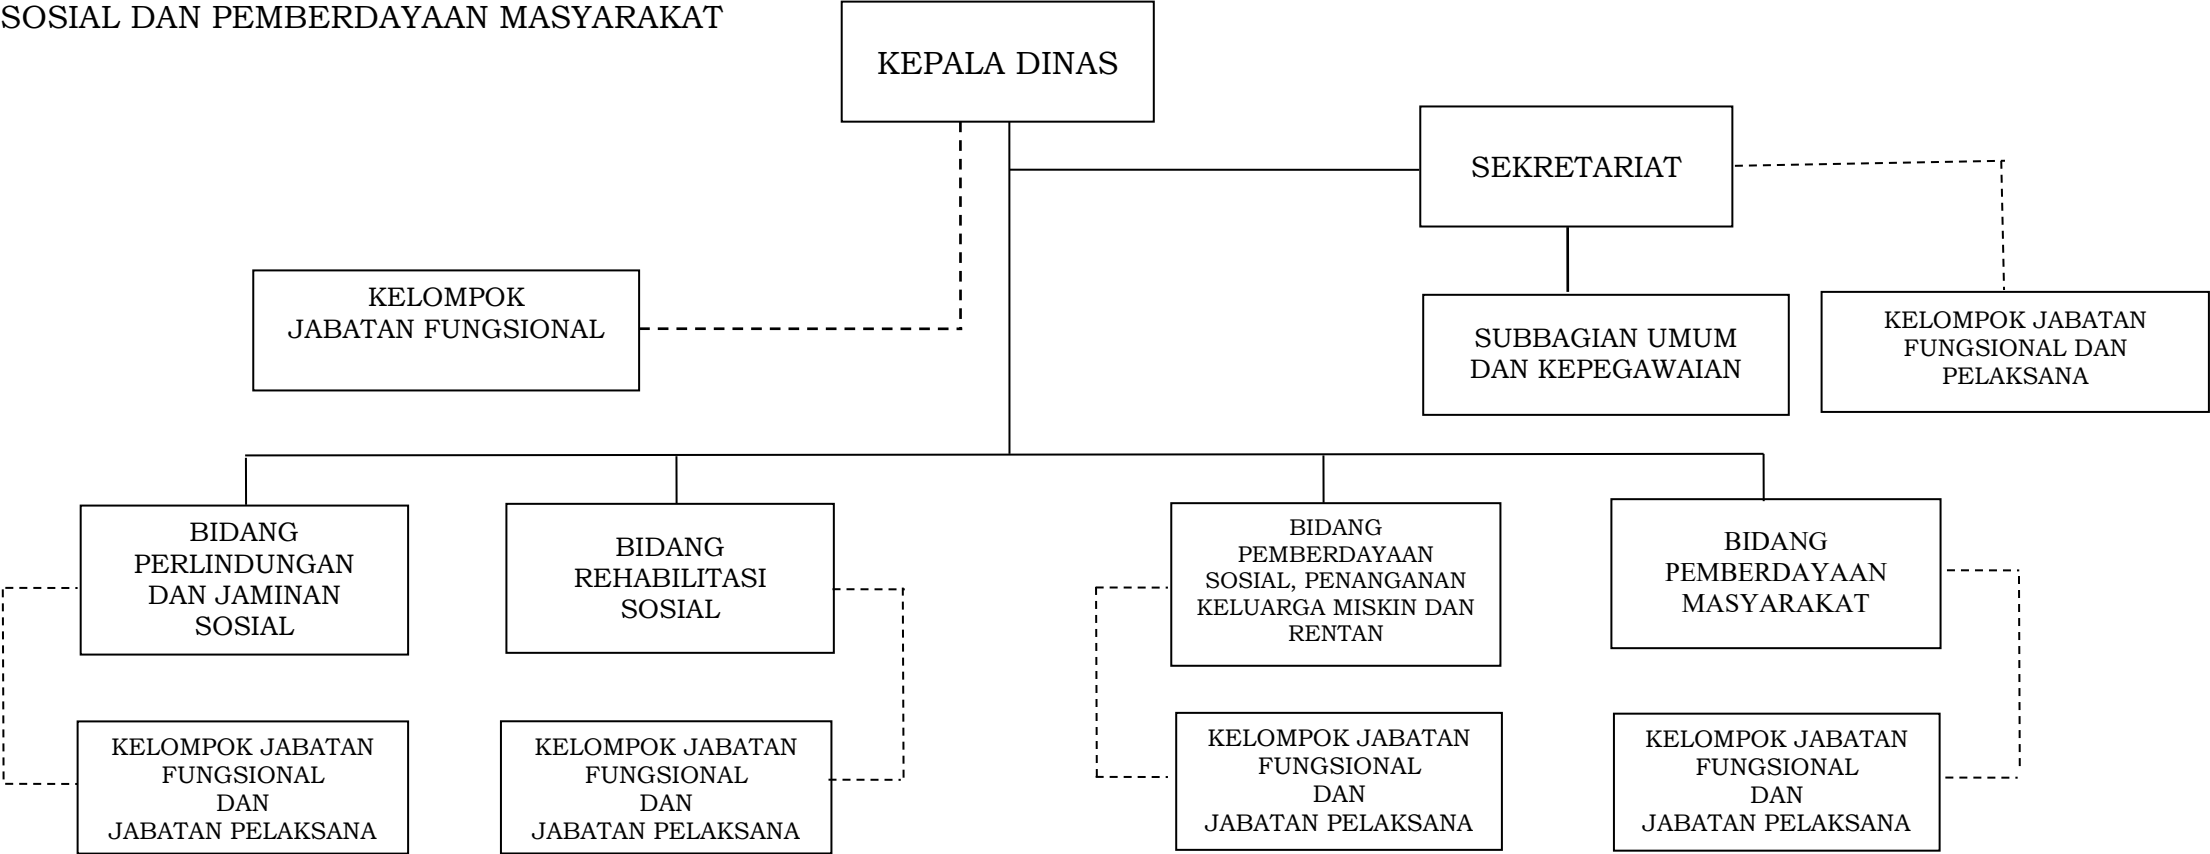 SOSIAL DAN PEMBERDAYAAN MASYARAKAT
KEPALA DINAS
SEKRETARIAT
KELOMPOK
JABATAN FUNGSIONAL
SUBBAGIAN UMUM
DAN KEPEGAWAIAN
KELOMPOK JABATAN
FUNGSIONAL DAN
PELAKSANA
BIDANG
PERLINDUNGAN
DAN JAMINAN
SOSIAL
BIDANG
REHABILITASI
SOSIAL
BIDANG
PEMBERDAYAAN
SOSIAL, PENANGANAN
KELUARGA MISKIN DAN
RENTAN
BIDANG
PEMBERDAYAAN
MASYARAKAT
KELOMPOK JABATAN
FUNGSIONAL
DAN
JABATAN PELAKSANA
KELOMPOK JABATAN
FUNGSIONAL
DAN
JABATAN PELAKSANA
KELOMPOK JABATAN
FUNGSIONAL
DAN
JABATAN PELAKSANA
KELOMPOK JABATAN
FUNGSIONAL
DAN
JABATAN PELAKSANA